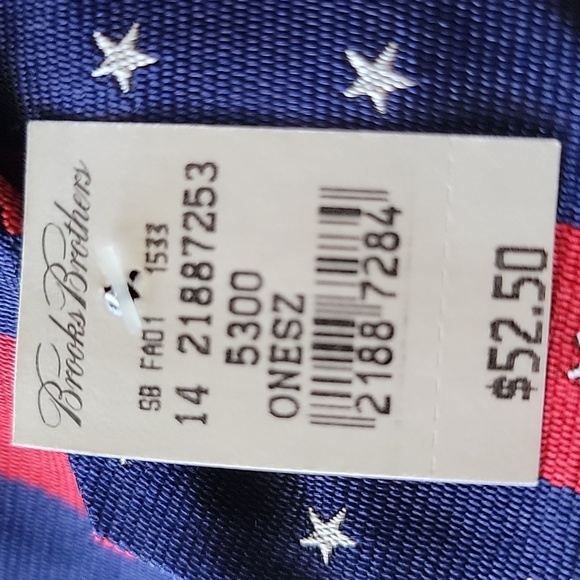 Brooks Brothers
SB FA01 1533
14 21887253
5300
ONESZ
2188 7284
$52.50